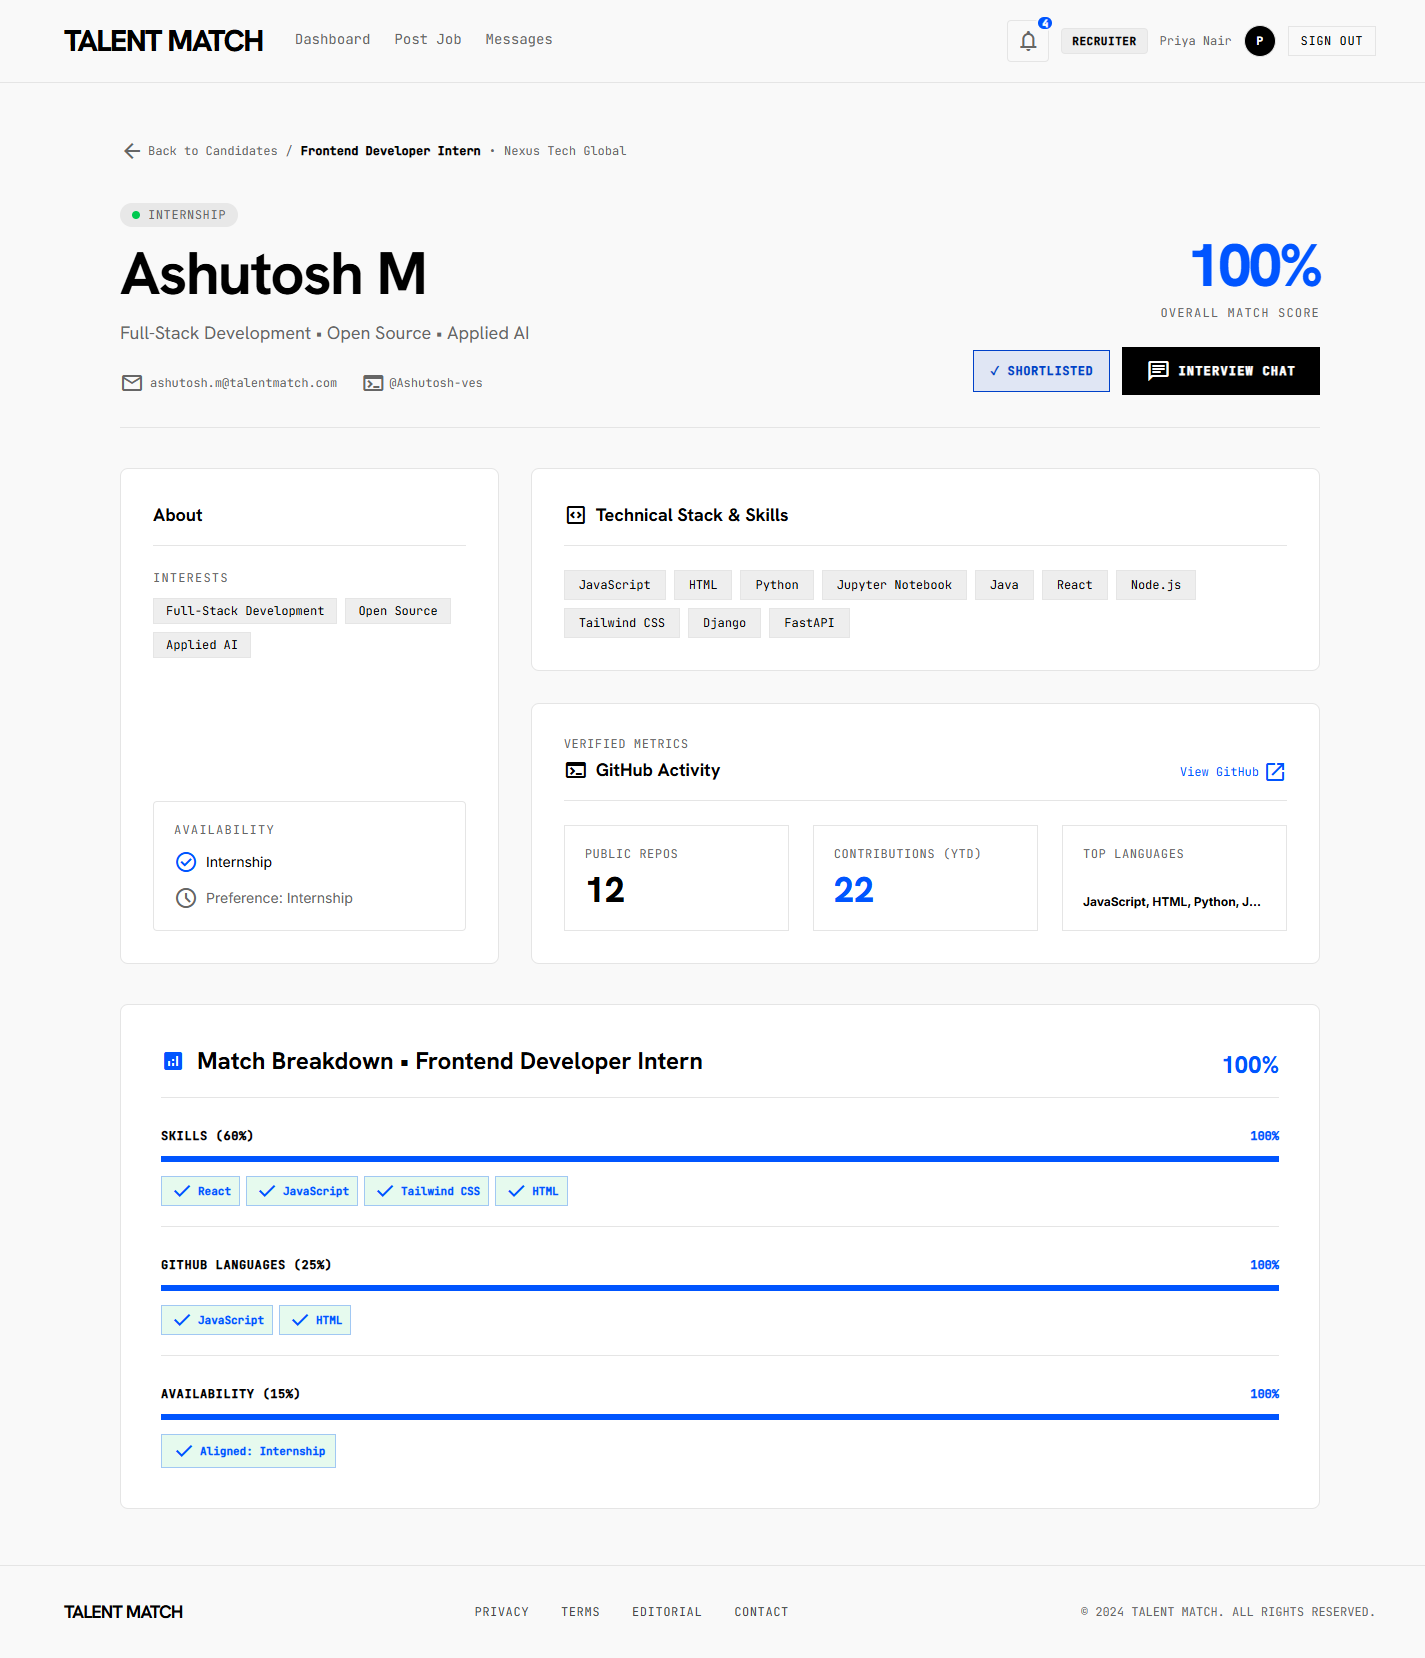 TALENT MATCH Dashboard Post Job Messages 4 RECRUITER Priya Nair P SIGN OUT
Back to Candidates / Frontend Developer Intern • Nexus Tech Global
INTERNSHIP
Ashutosh M
100%
OVERALL MATCH SCORE
Full-Stack Development ▪ Open Source ▪ Applied AI
ashutosh.m@talentmatch.com @Ashutosh-ves
✓ SHORTLISTED INTERVIEW CHAT
About
INTERESTS
Full-Stack Development Open Source
Applied AI
AVAILABILITY
Internship
Preference: Internship
Technical Stack & Skills
JavaScript HTML Python Jupyter Notebook Java React Node.js
Tailwind CSS Django FastAPI
VERIFIED METRICS
GitHub Activity View GitHub
PUBLIC REPOS
12
CONTRIBUTIONS (YTD)
22
TOP LANGUAGES
JavaScript, HTML, Python, J...
Match Breakdown ▪ Frontend Developer Intern 100%
SKILLS (60%) 100%
React JavaScript Tailwind CSS HTML
GITHUB LANGUAGES (25%) 100%
JavaScript HTML
AVAILABILITY (15%) 100%
Aligned: Internship
TALENT MATCH PRIVACY TERMS EDITORIAL CONTACT © 2024 TALENT MATCH. ALL RIGHTS RESERVED.